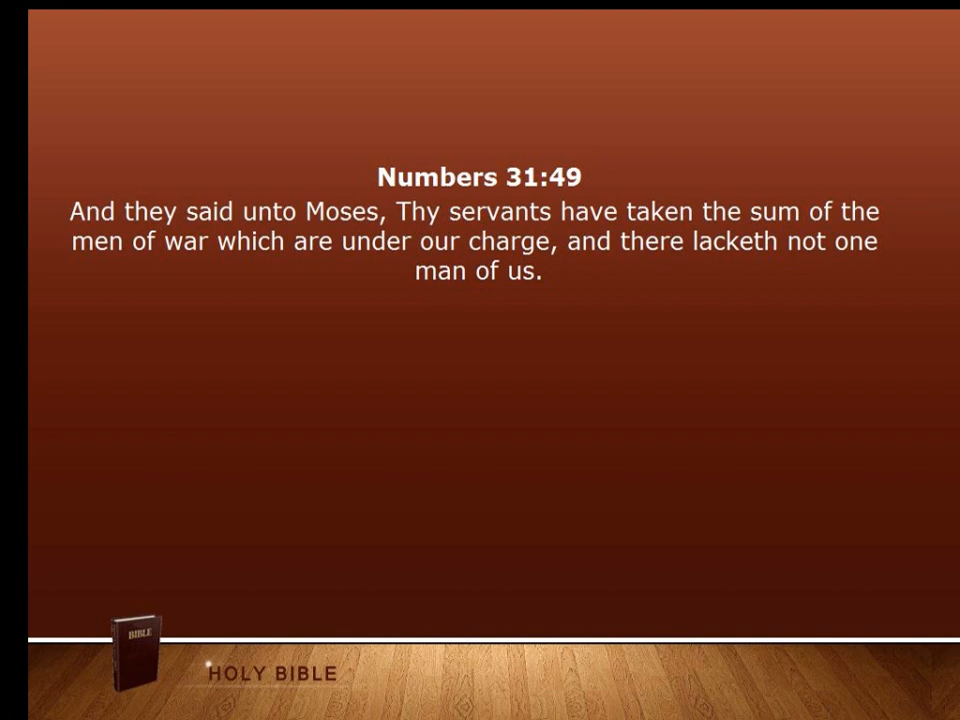 Numbers 31:49
And they said unto Moses, Thy servants have taken the sum of the
men of war which are under our charge, and there lacketh not one
man of us.
BIBLE
HOLY BIBLE